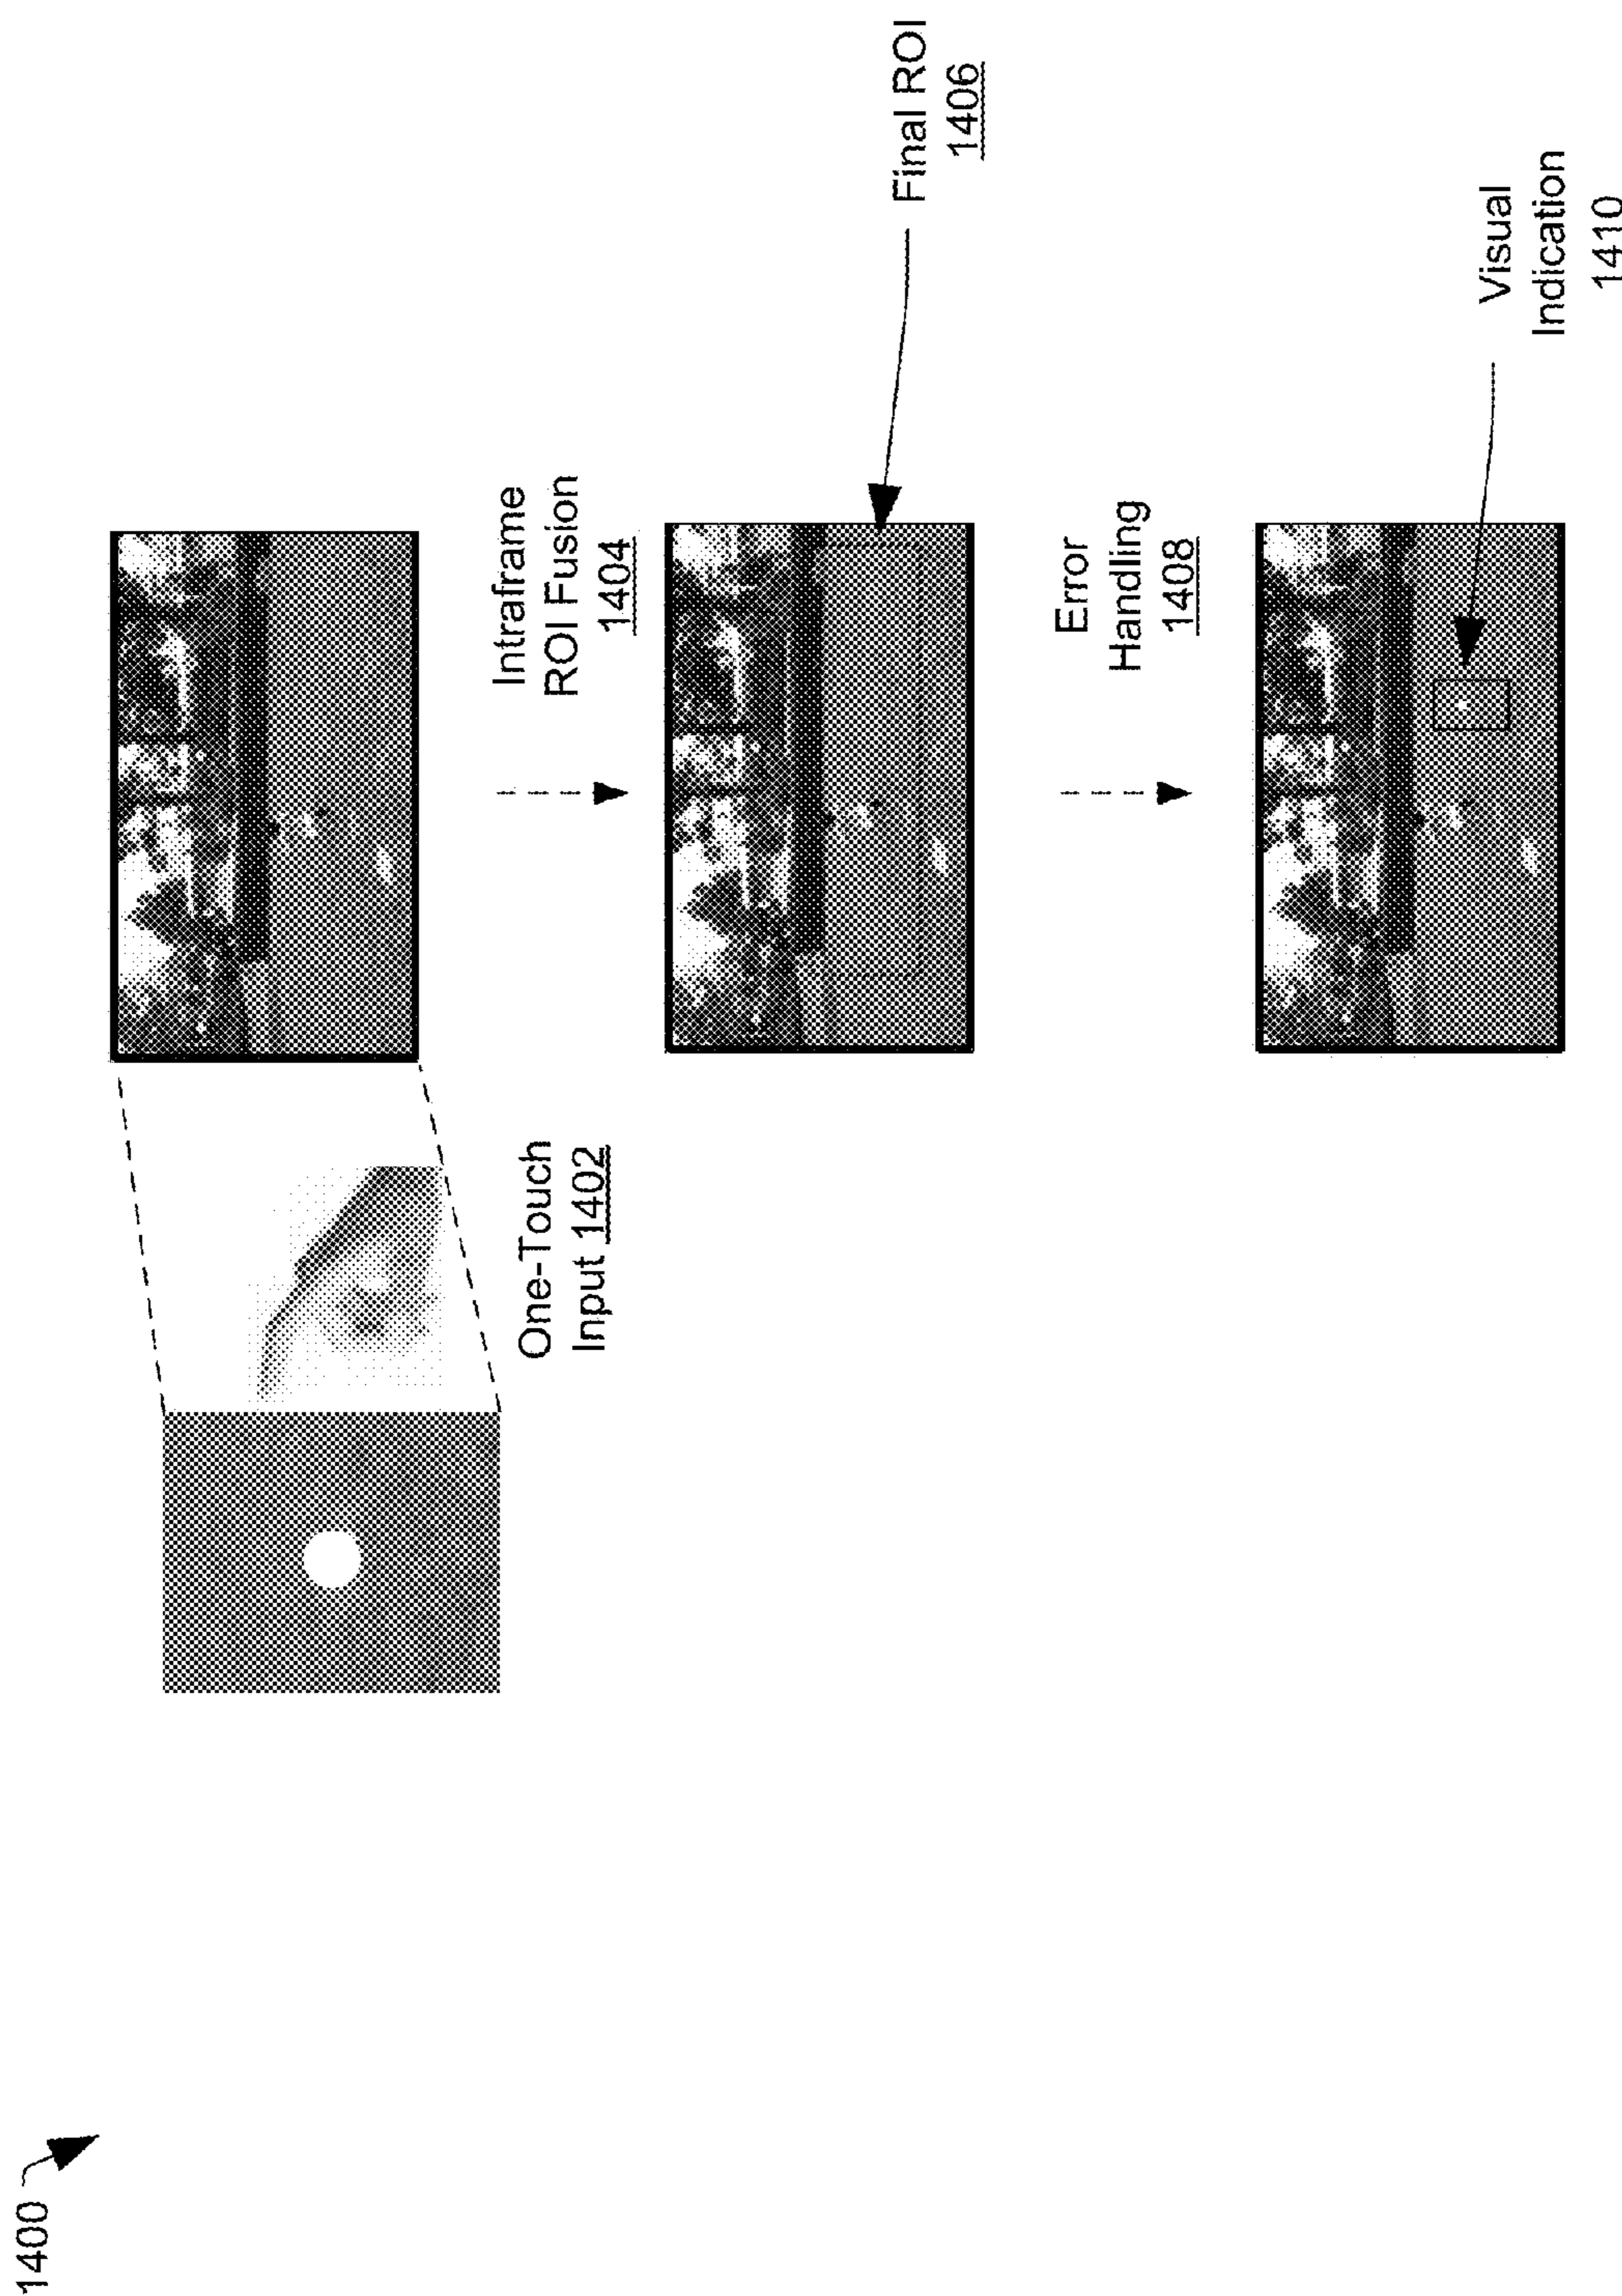 1400
One-Touch
Input 1402
Intraframe
ROI Fusion
1404
Final ROI
1406
Error
Handling
1408
Visual
Indication
1410